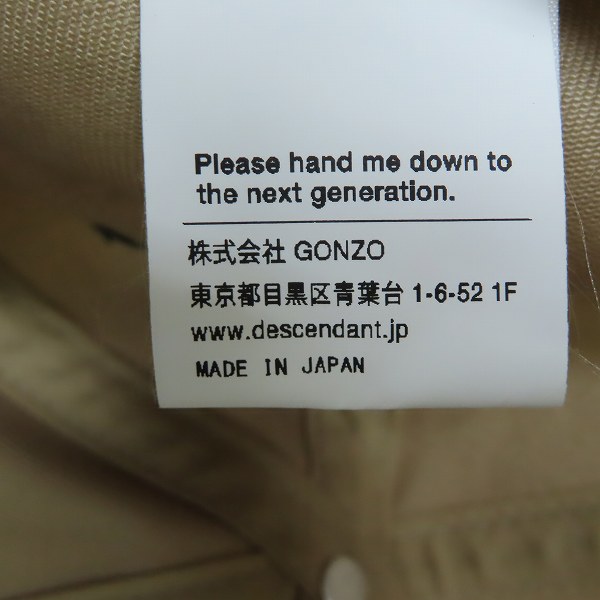 Please hand me down to
the next generation.
株式会社 GONZO
東京都目黒区青葉台 1-6-52 1F
www.descendant.jp
MADE IN JAPAN